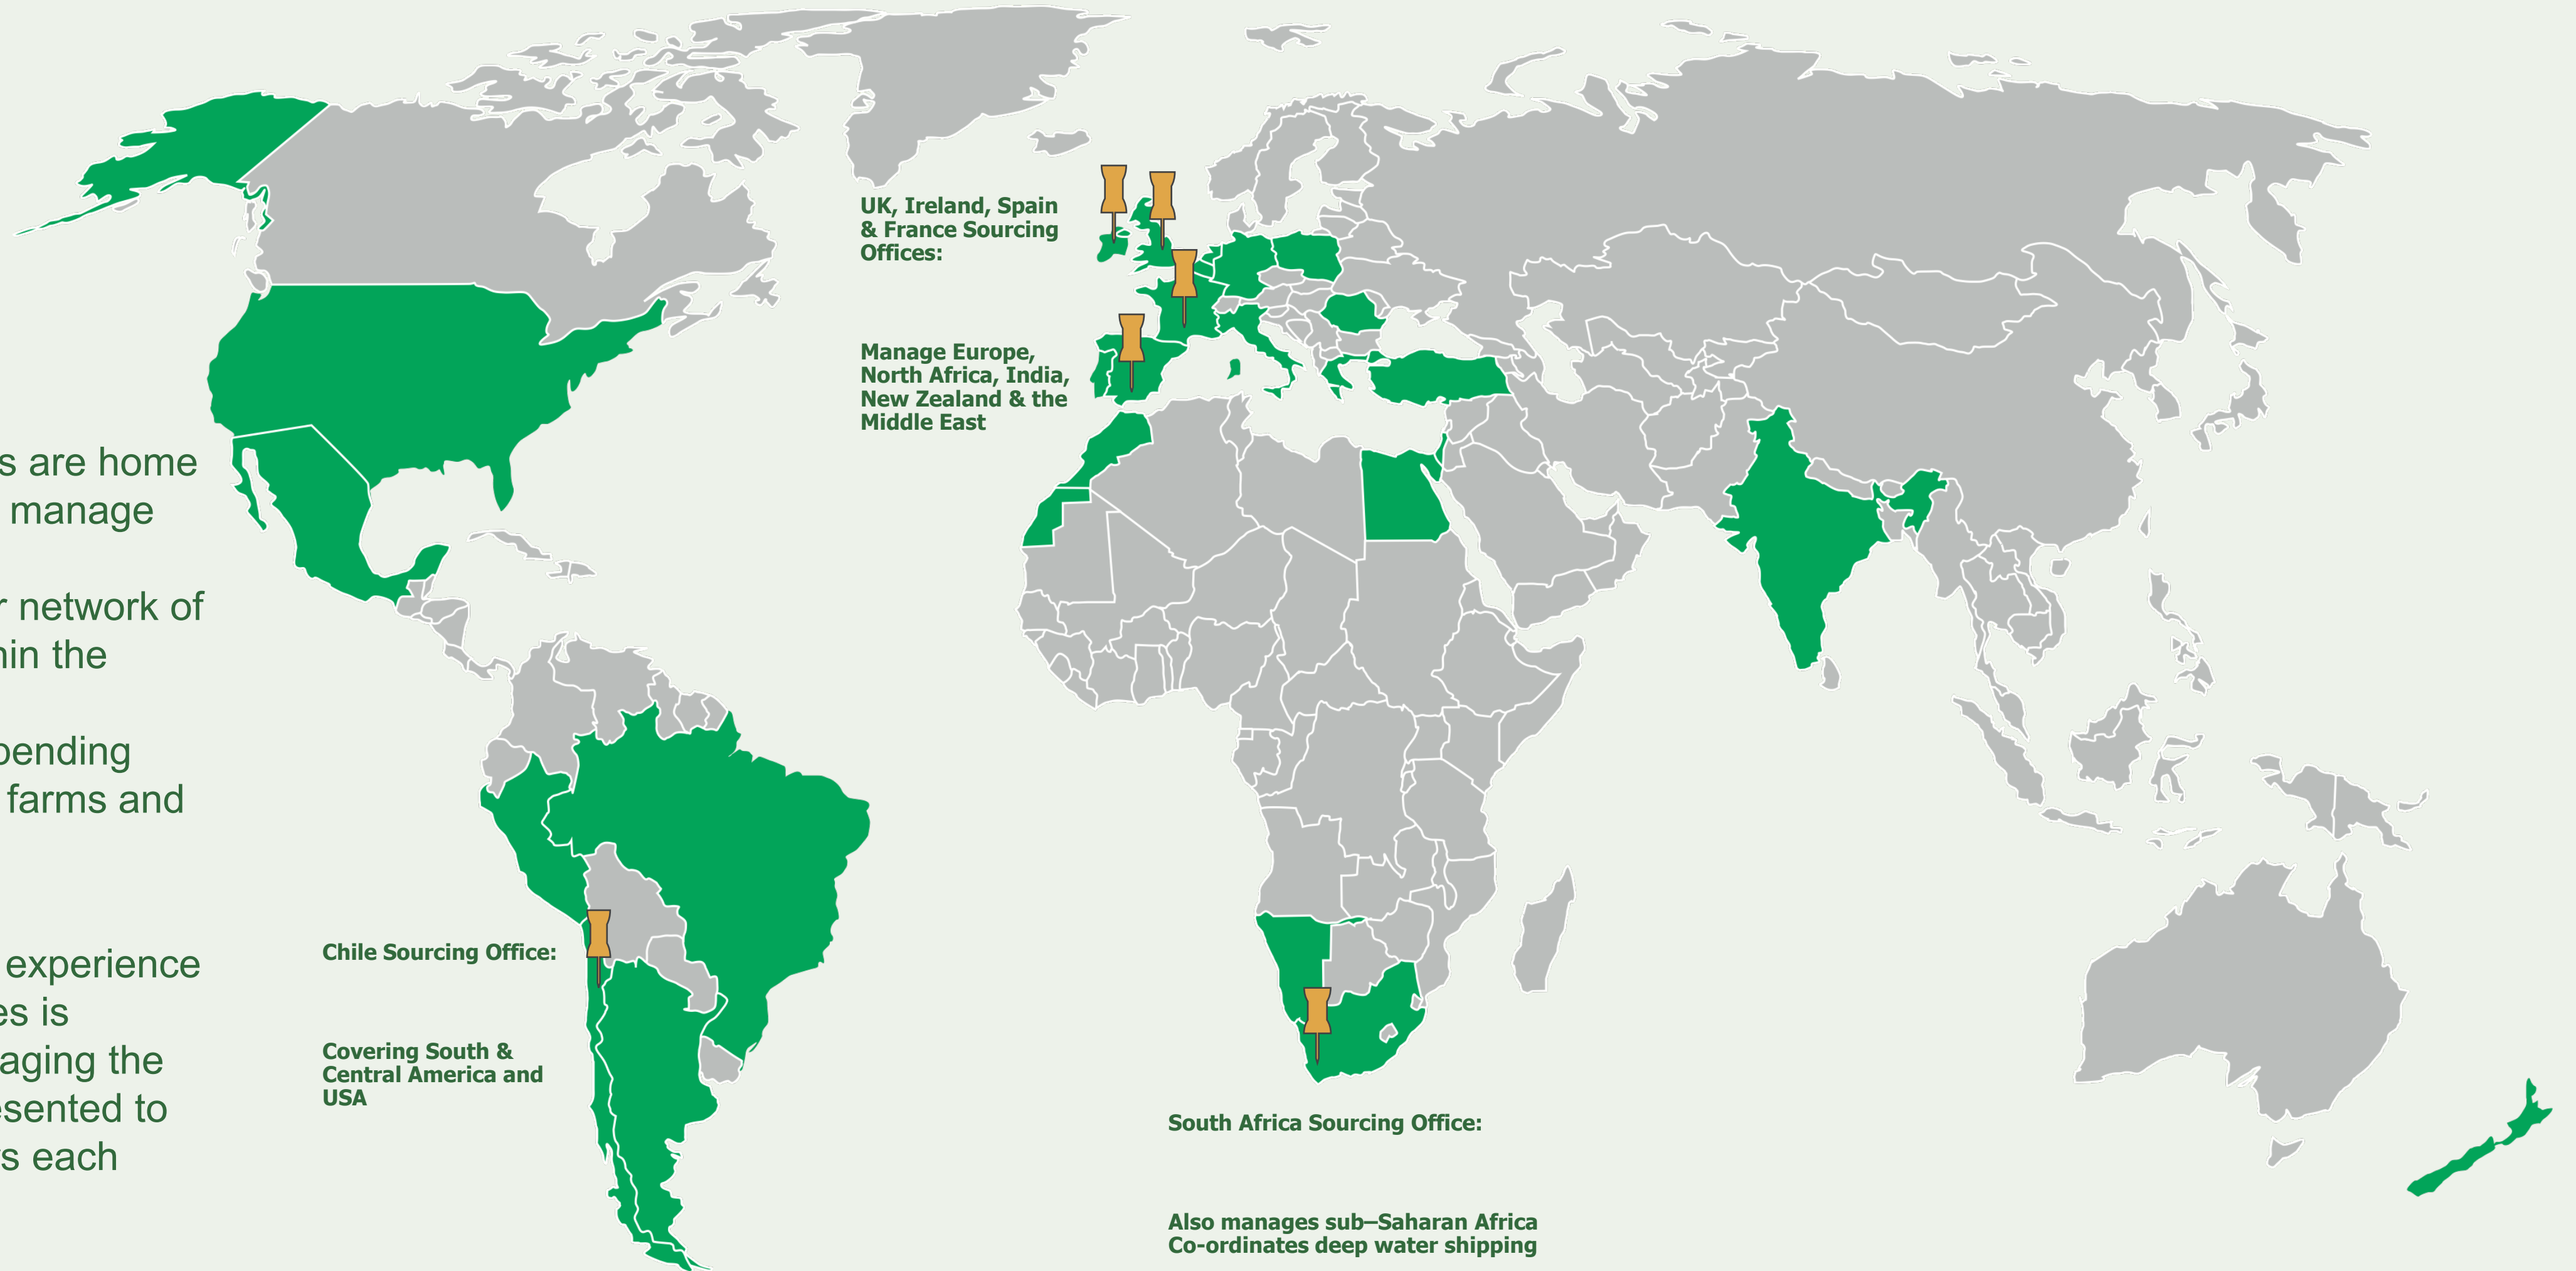 s are home
manage
r network of
hin the
pending
farms and
experience
es is
aging the
esented to
s each
UK, Ireland, Spain
& France Sourcing
Offices:
Manage Europe,
North Africa, India,
New Zealand & the
Middle East
Chile Sourcing Office:
Covering South &
Central America and
USA
South Africa Sourcing Office:
Also manages sub–Saharan Africa
Co-ordinates deep water shipping